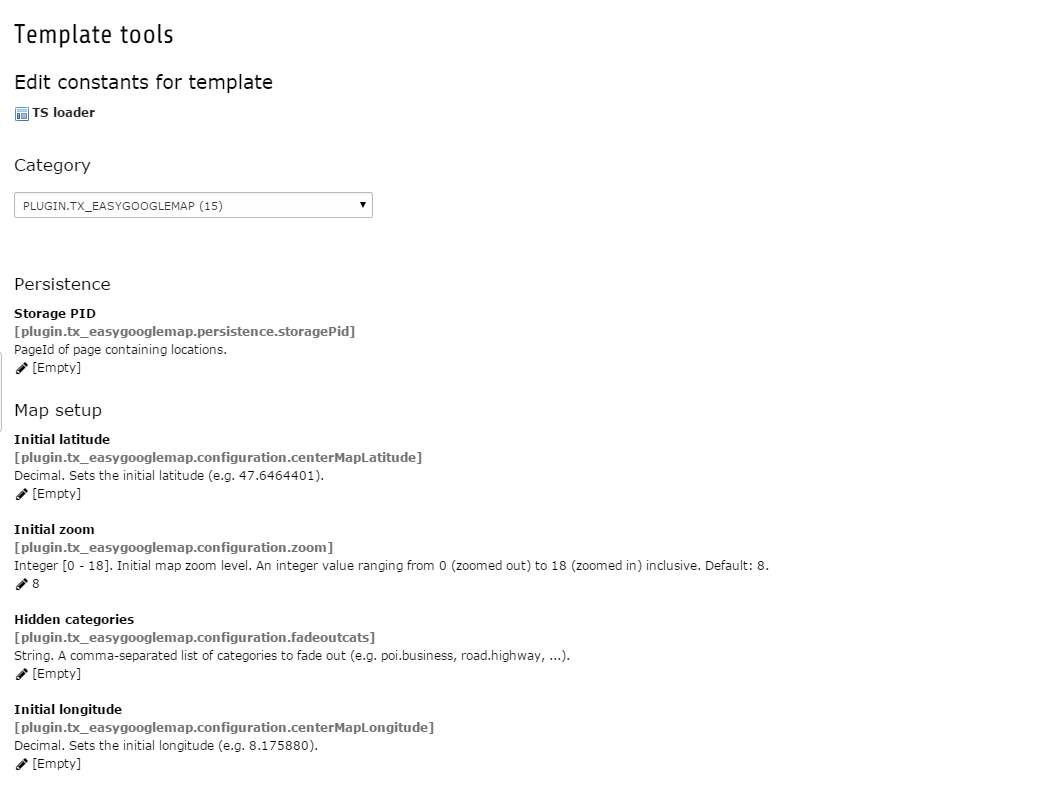 Template tools
Edit constants for template
TS loader
Category
PLUGIN.TX_EASYGOOGLEMAP (15)
Persistence
Storage PID
[plugin.tx_easygooglemap.persistence.storagePid]
PageId of page containing locations.
[Empty]
Map setup
Initial latitude
[plugin.tx_easygooglemap.configuration.centerMapLatitude]
Decimal. Sets the initial latitude (e.g. 47.6464401).
[Empty]
Initial zoom
[plugin.tx_easygooglemap.configuration.zoom]
Integer [0 - 18]. Initial map zoom level. An integer value ranging from 0 (zoomed out) to 18 (zoomed in) inclusive. Default: 8.
8
Hidden categories
[plugin.tx_easygooglemap.configuration.fadeoutcats]
String. A comma-separated list of categories to fade out (e.g. poi.business, road.highway, ...).
[Empty]
Initial longitude
[plugin.tx_easygooglemap.configuration.centerMapLongitude]
Decimal. Sets the initial longitude (e.g. 8.175880).
[Empty]